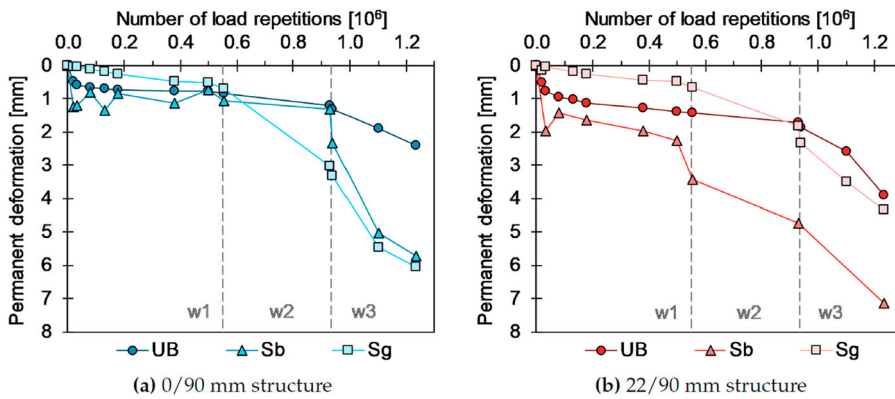 Number of load repetitions [10⁶]
0.0 0.2 0.4 0.6 0.8 1.0 1.2
Permanent deformation [mm]
0
1
2
3
4
5
6
7
8
w1 w2 w3
UB Sb Sg
(a) 0/90 mm structure
Number of load repetitions [10⁶]
0.0 0.2 0.4 0.6 0.8 1.0 1.2
Permanent deformation [mm]
0
1
2
3
4
5
6
7
8
w1 w2 w3
UB Sb Sg
(b) 22/90 mm structure